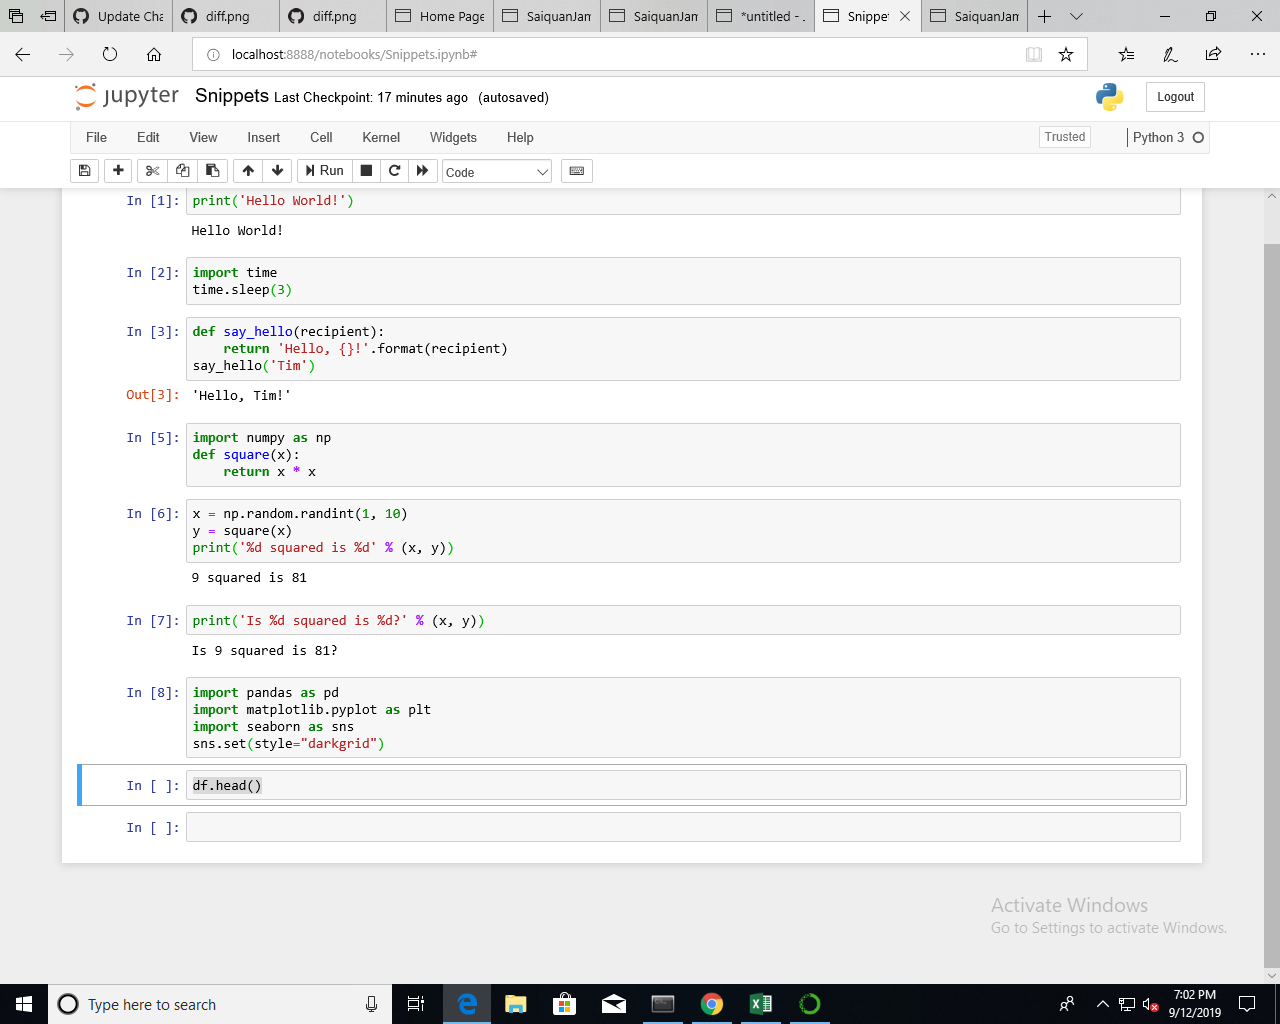 Update Cha
diff.png
diff.png
Home Page
SaiquanJam
SaiquanJam
*untitled - .
Snippet
SaiquanJam
localhost:8888/notebooks/Snippets.ipynb#
jupyter Snippets Last Checkpoint: 17 minutes ago (autosaved)
Logout
File Edit View Insert Cell Kernel Widgets Help
Trusted
Python 3
Run
Code
In [1]: print('Hello World!')
Hello World!
In [2]: import time
time.sleep(3)
In [3]: def say_hello(recipient):
return 'Hello, {}!'.format(recipient)
say_hello('Tim')
Out[3]: 'Hello, Tim!'
In [5]: import numpy as np
def square(x):
return x * x
In [6]: x = np.random.randint(1, 10)
y = square(x)
print('%d squared is %d' % (x, y))
9 squared is 81
In [7]: print('Is %d squared is %d?' % (x, y))
Is 9 squared is 81?
In [8]: import pandas as pd
import matplotlib.pyplot as plt
import seaborn as sns
sns.set(style="darkgrid")
In [ ]: df.head()
In [ ]:
Activate Windows
Go to Settings to activate Windows.
Type here to search
7:02 PM
9/12/2019